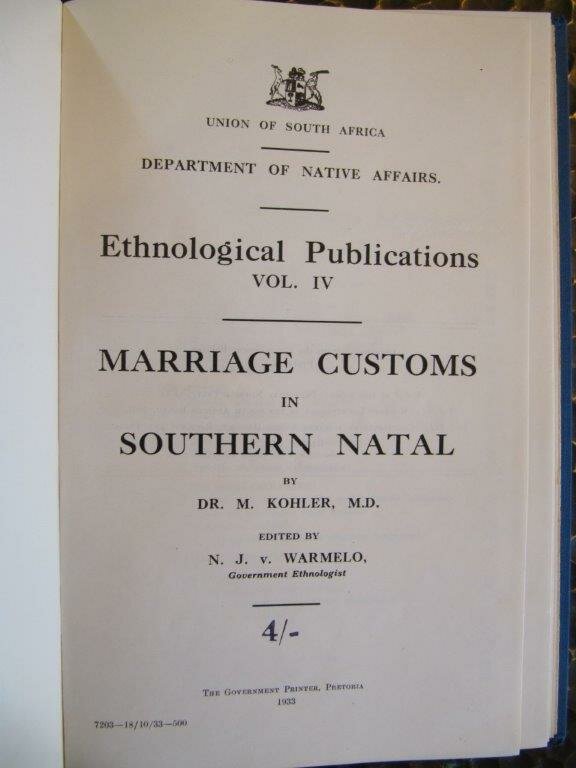 UNION OF SOUTH AFRICA
DEPARTMENT OF NATIVE AFFAIRS.
Ethnological Publications
VOL. IV
MARRIAGE CUSTOMS
IN
SOUTHERN NATAL
BY
DR. M. KOHLER, M.D.
EDITED BY
N. J. v. WARMELO,
Government Ethnologist
4/-
THE GOVERNMENT PRINTER, PRETORIA
1933
7203—18/10/33—500